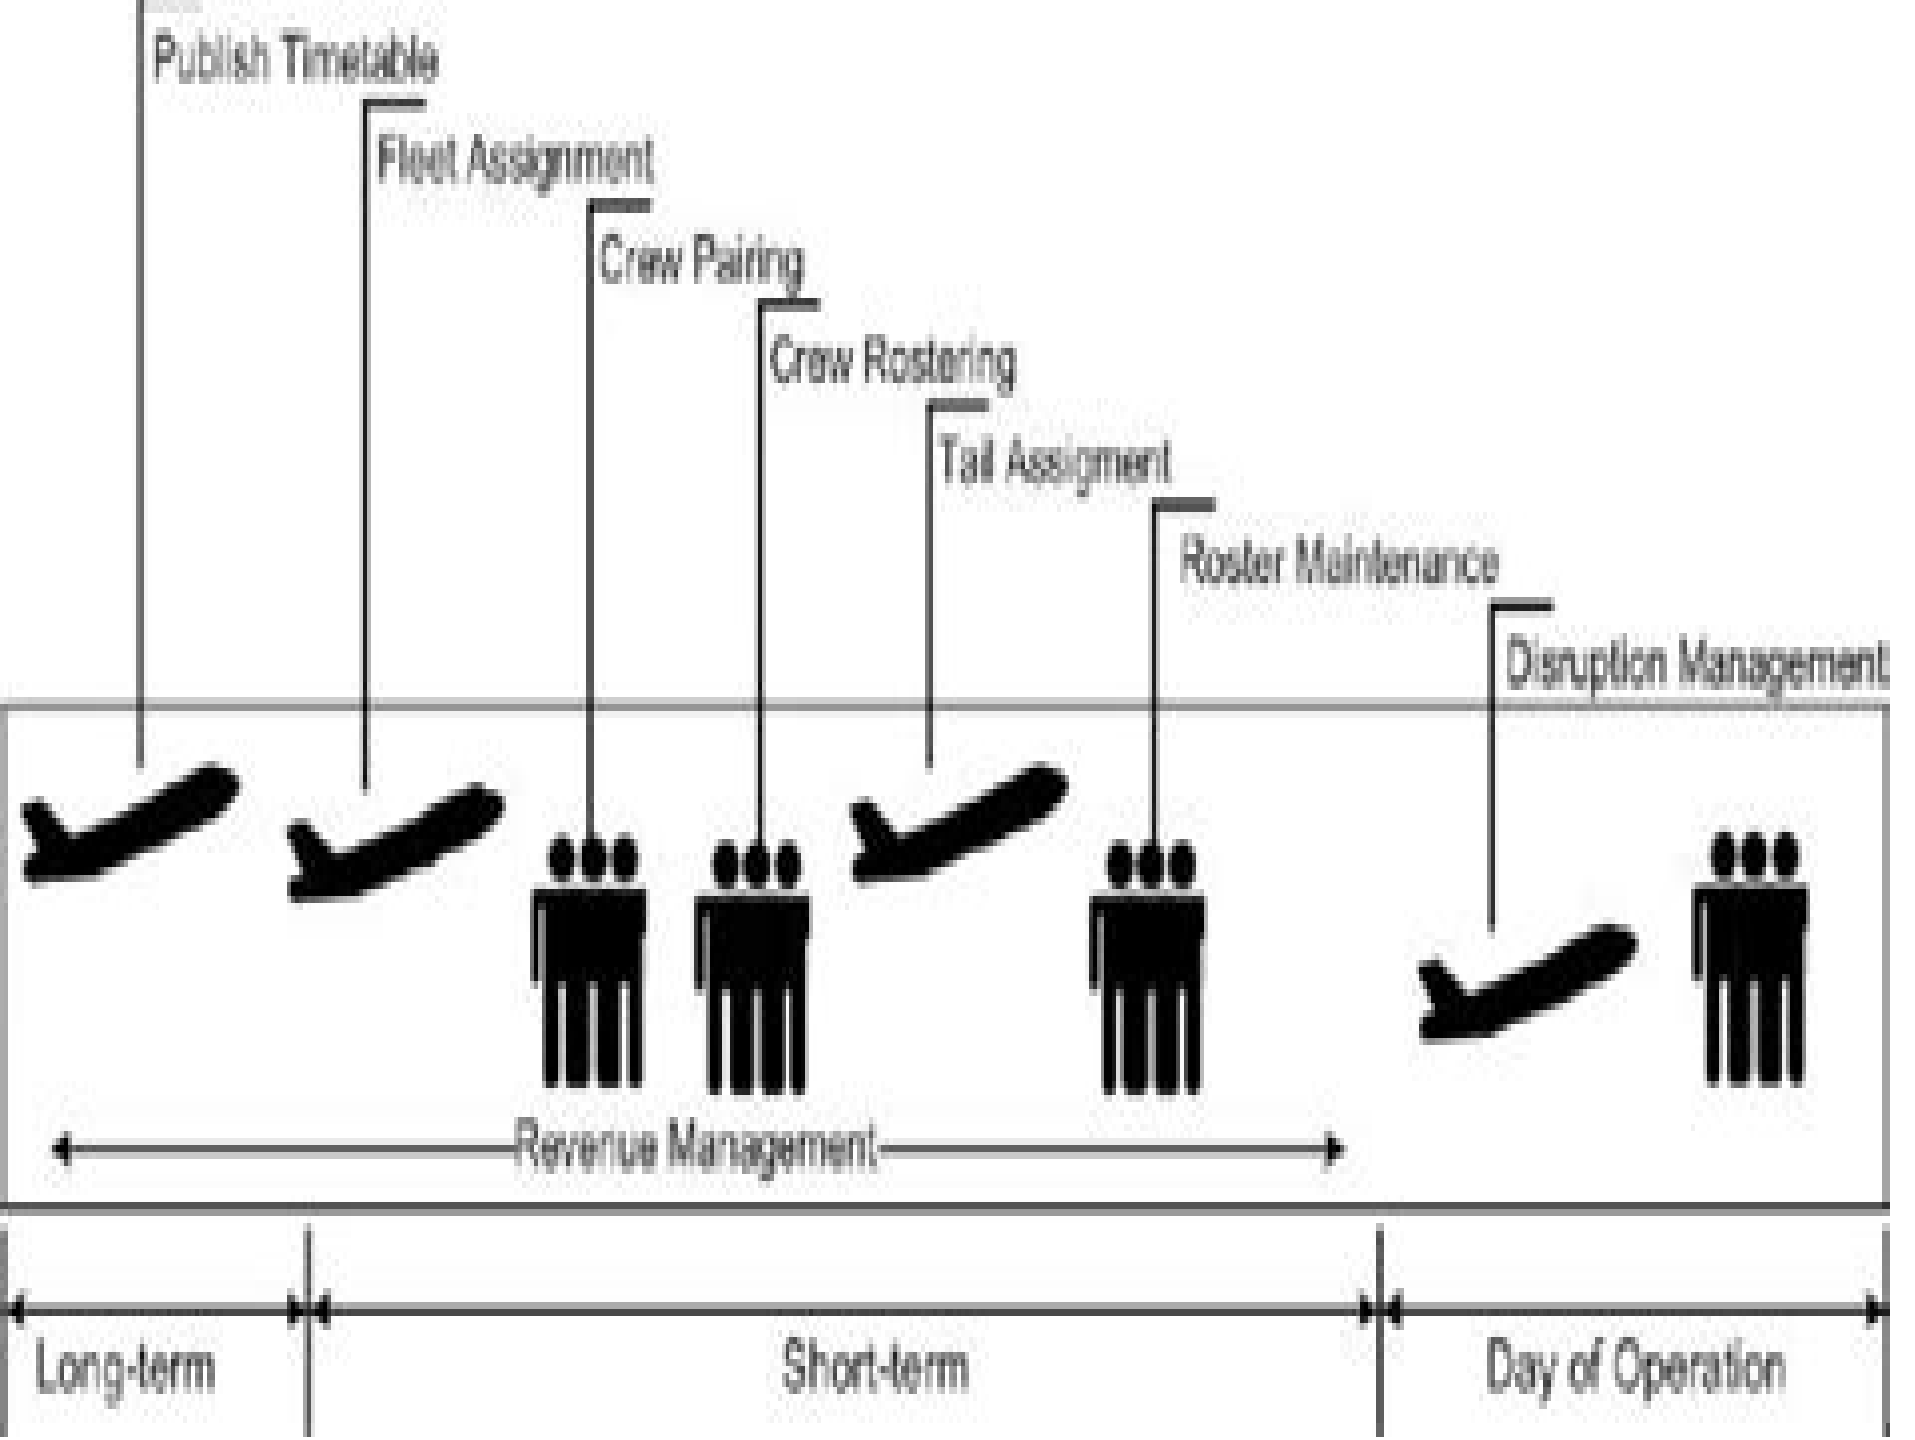 Publish Timetable
Fleet Assignment
Crew Pairing
Crew Rostering
Tail Assigment
Roster Maintenance
Disruption Management
Revenue Management
Long-term
Short-term
Day of Operation